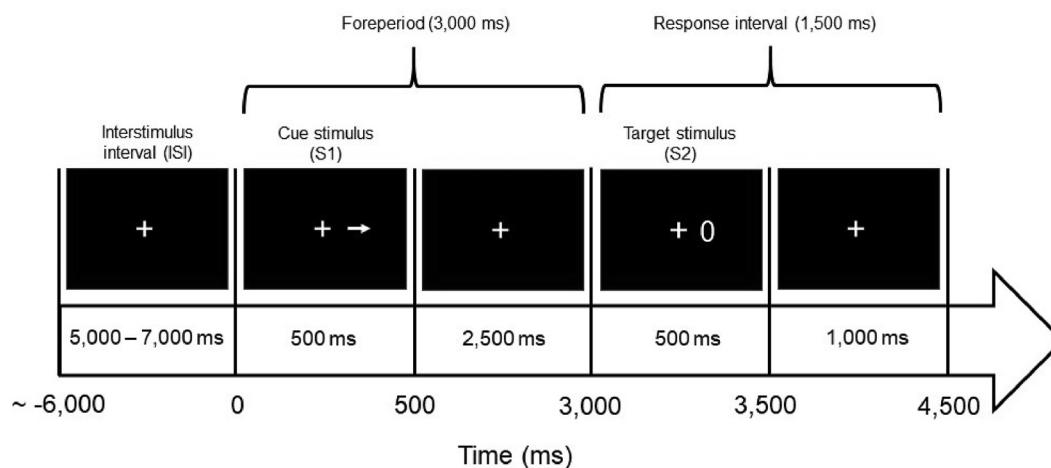 Foreperiod (3,000 ms)
Response interval (1,500 ms)
Interstimulus
interval (ISI)
Cue stimulus
(S1)
Target stimulus
(S2)
+
+ →
+
+ 0
+
5,000 – 7,000 ms
500 ms
2,500 ms
500 ms
1,000 ms
~ -6,000
0
500
3,000
3,500
4,500
Time (ms)